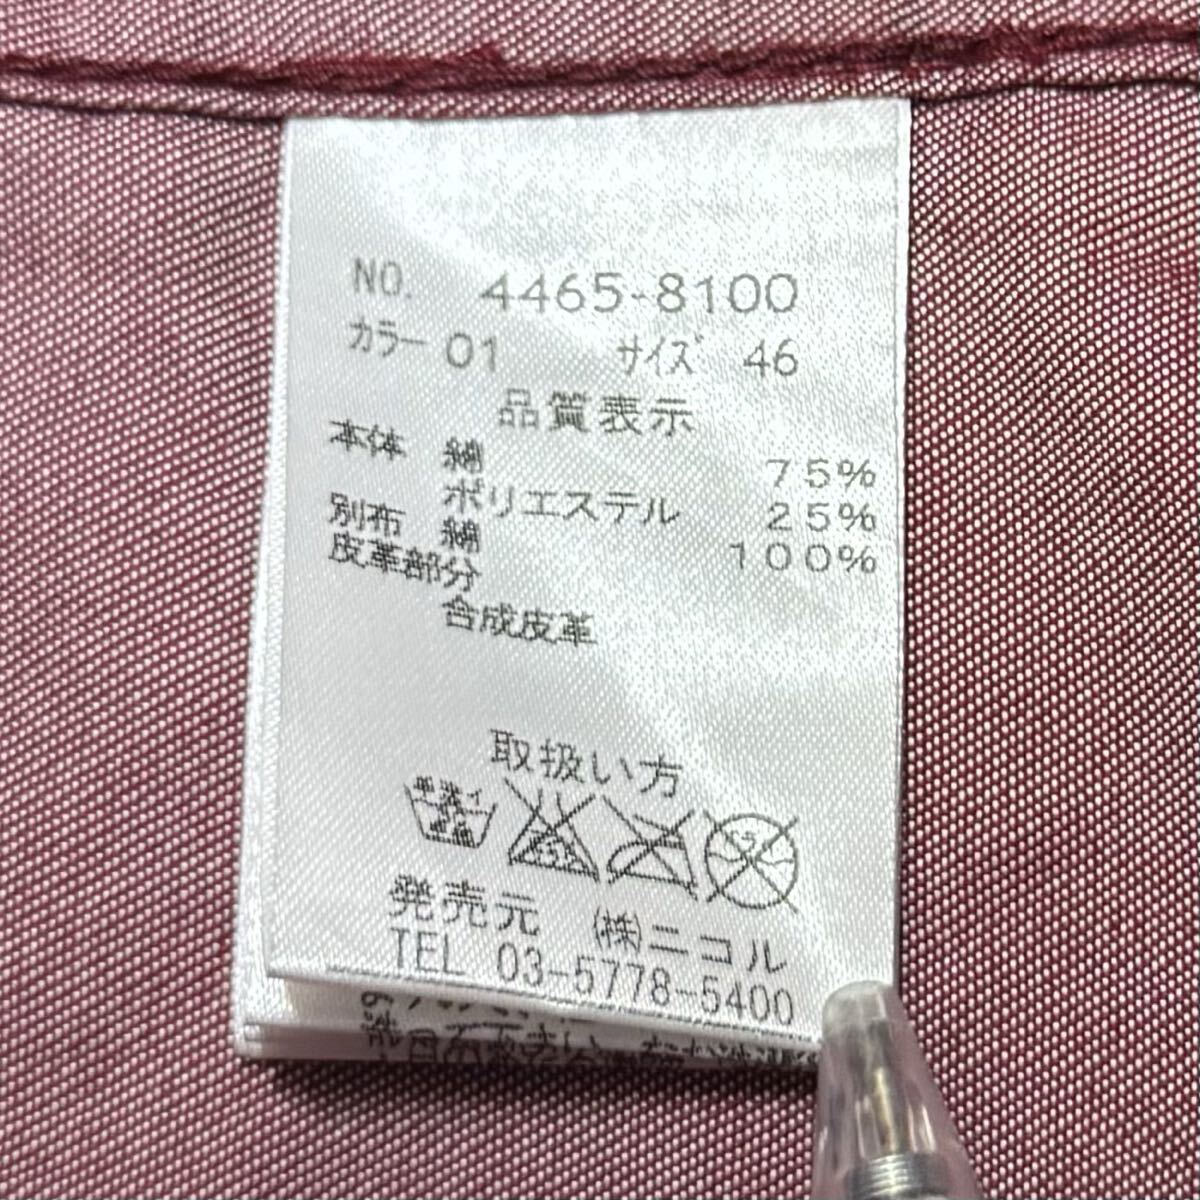 NO. 4465-8100
カラー 01 サイズ 46
品質表示
本体 綿 75%
ポリエステル 25%
別布 綿 100%
皮革部分
合成皮革
取扱い方
発売元 ㈱ニコル
TEL 03-5778-5400